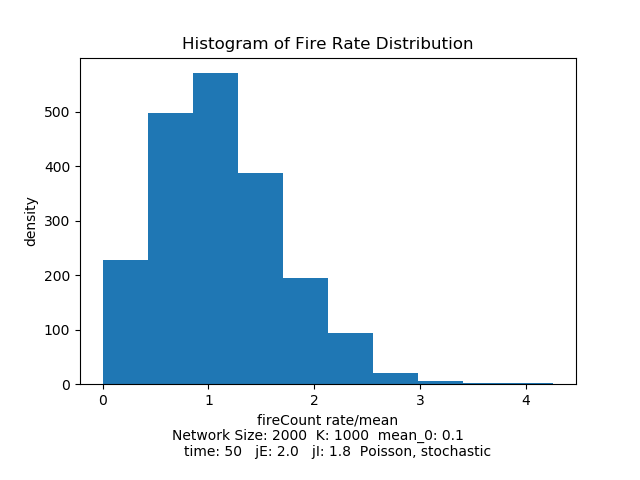 Histogram of Fire Rate Distribution
500
400
300
200
100
0
density
0 1 2 3 4
fireCount rate/mean
Network Size: 2000  K: 1000  mean_0: 0.1
time: 50   jE: 2.0   jI: 1.8  Poisson, stochastic